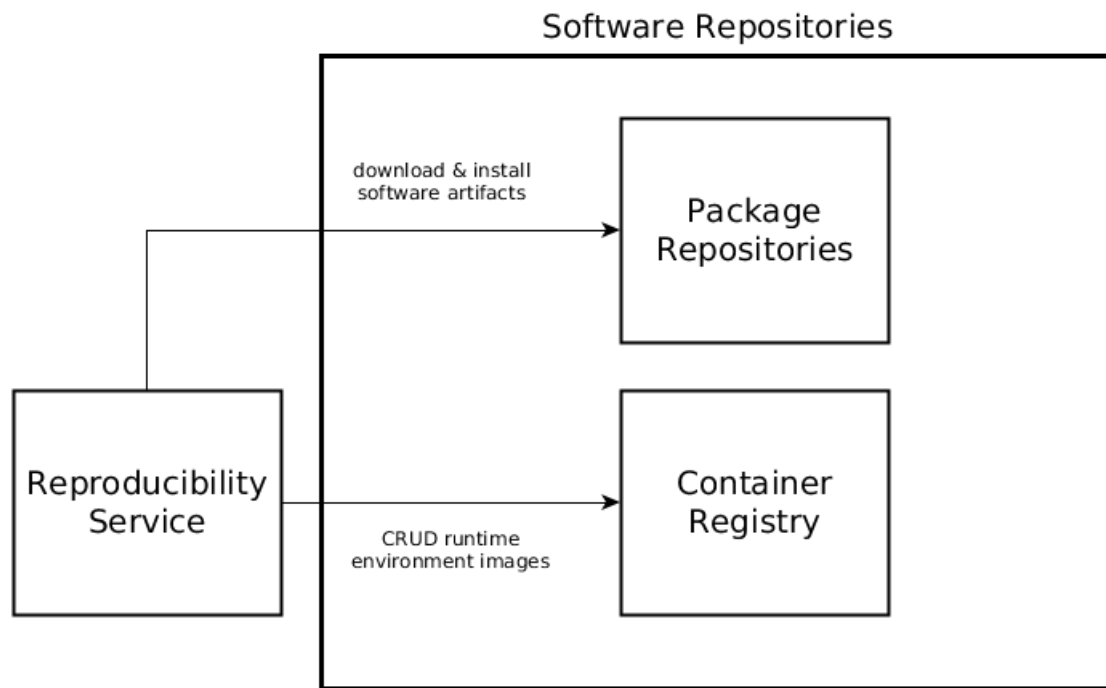 Software Repositories
download & install
software artifacts
Package
Repositories
Reproducibility
Service
Container
Registry
CRUD runtime
environment images